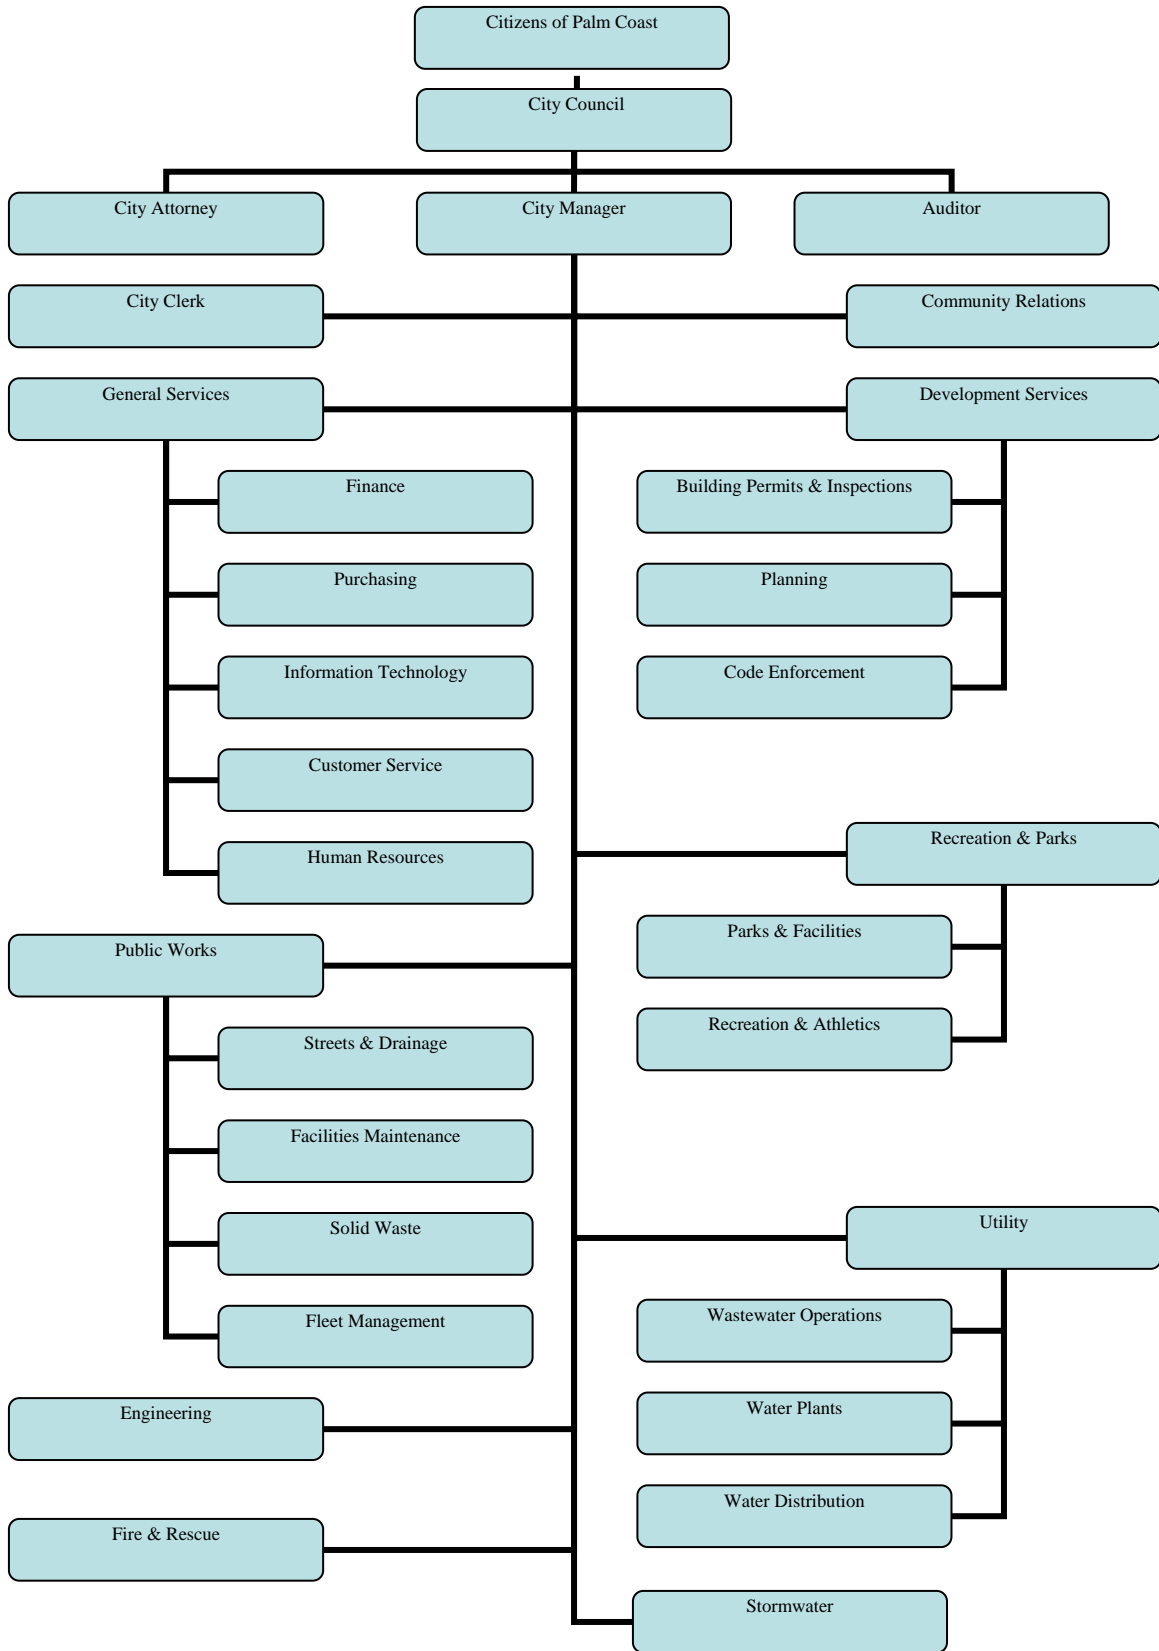 Citizens of Palm Coast
City Council
City Attorney
City Manager
Auditor
City Clerk
Community Relations
General Services
Development Services
Finance
Building Permits & Inspections
Purchasing
Planning
Information Technology
Code Enforcement
Customer Service
Recreation & Parks
Human Resources
Parks & Facilities
Public Works
Recreation & Athletics
Streets & Drainage
Facilities Maintenance
Utility
Solid Waste
Wastewater Operations
Fleet Management
Water Plants
Engineering
Water Distribution
Fire & Rescue
Stormwater